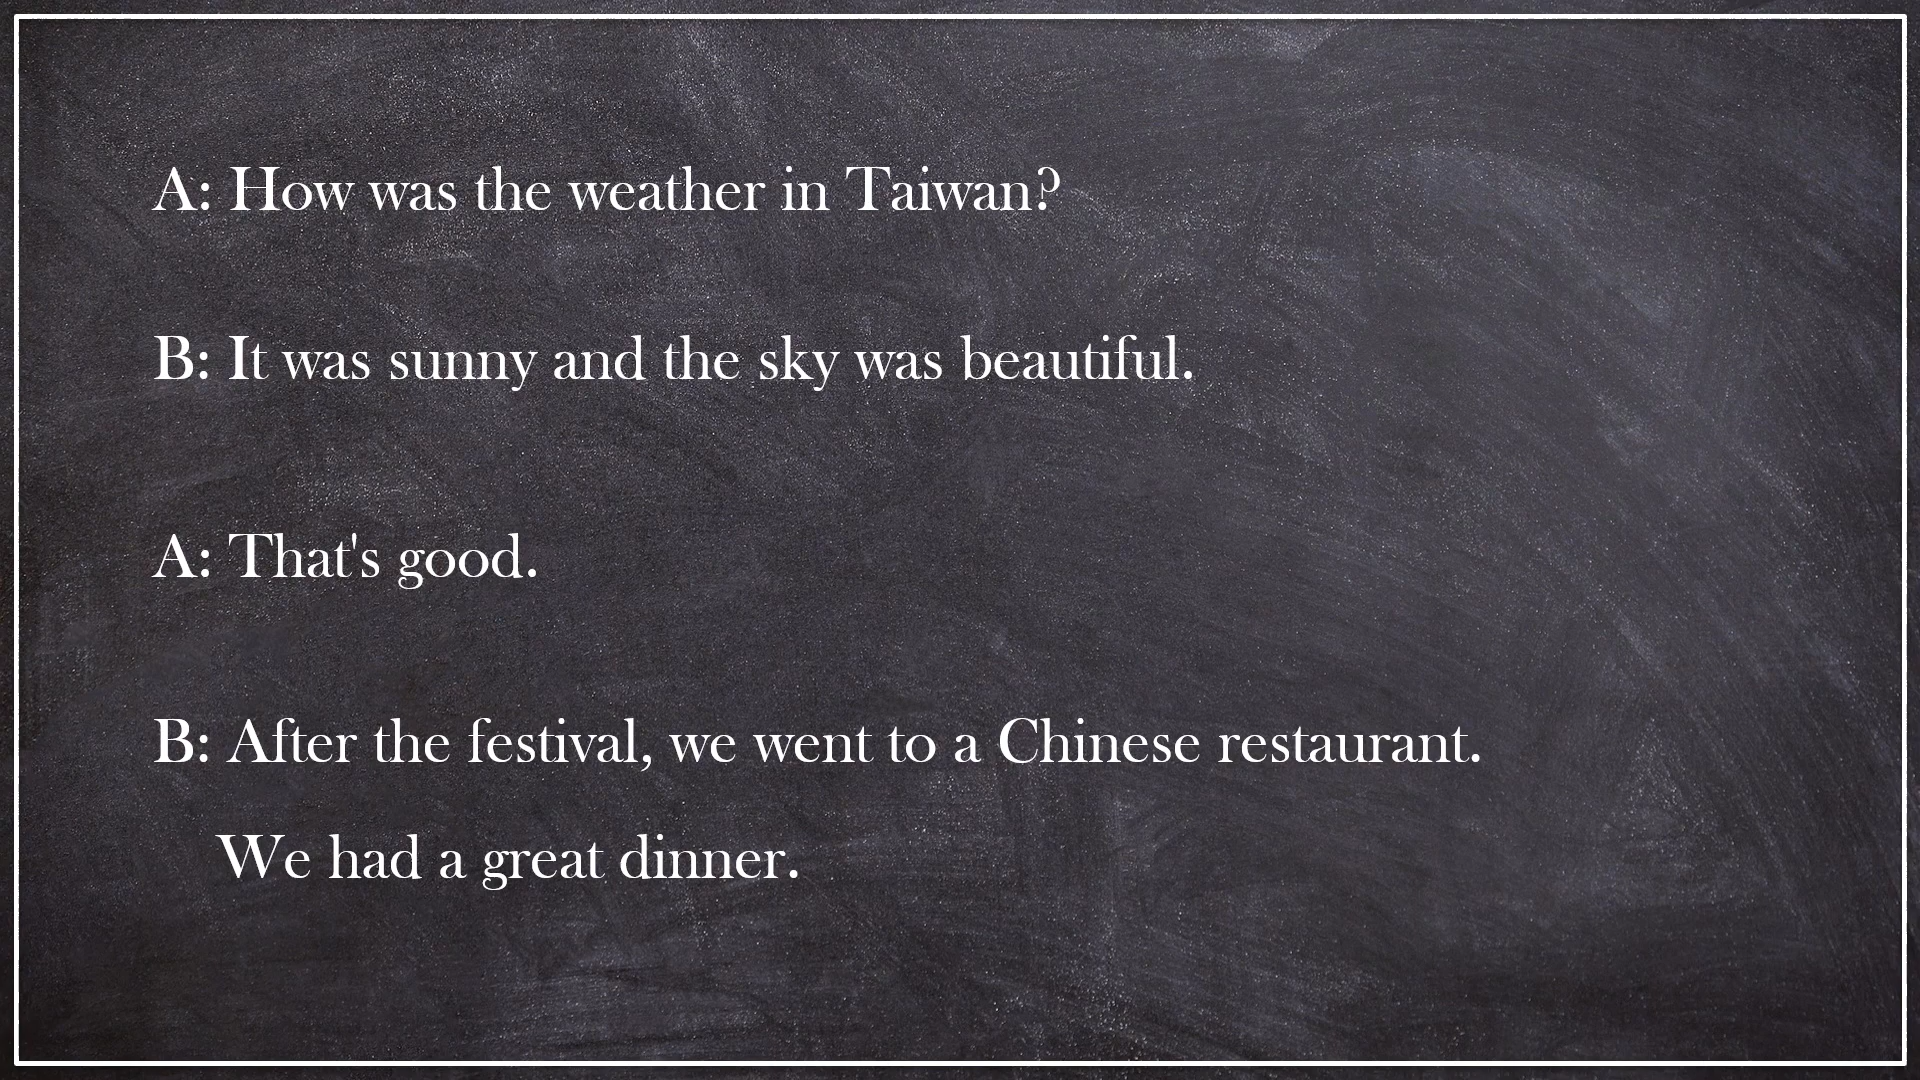 A: How was the weather in Taiwan?
B: It was sunny and the sky was beautiful.
A: That's good.
B: After the festival, we went to a Chinese restaurant.
We had a great dinner.